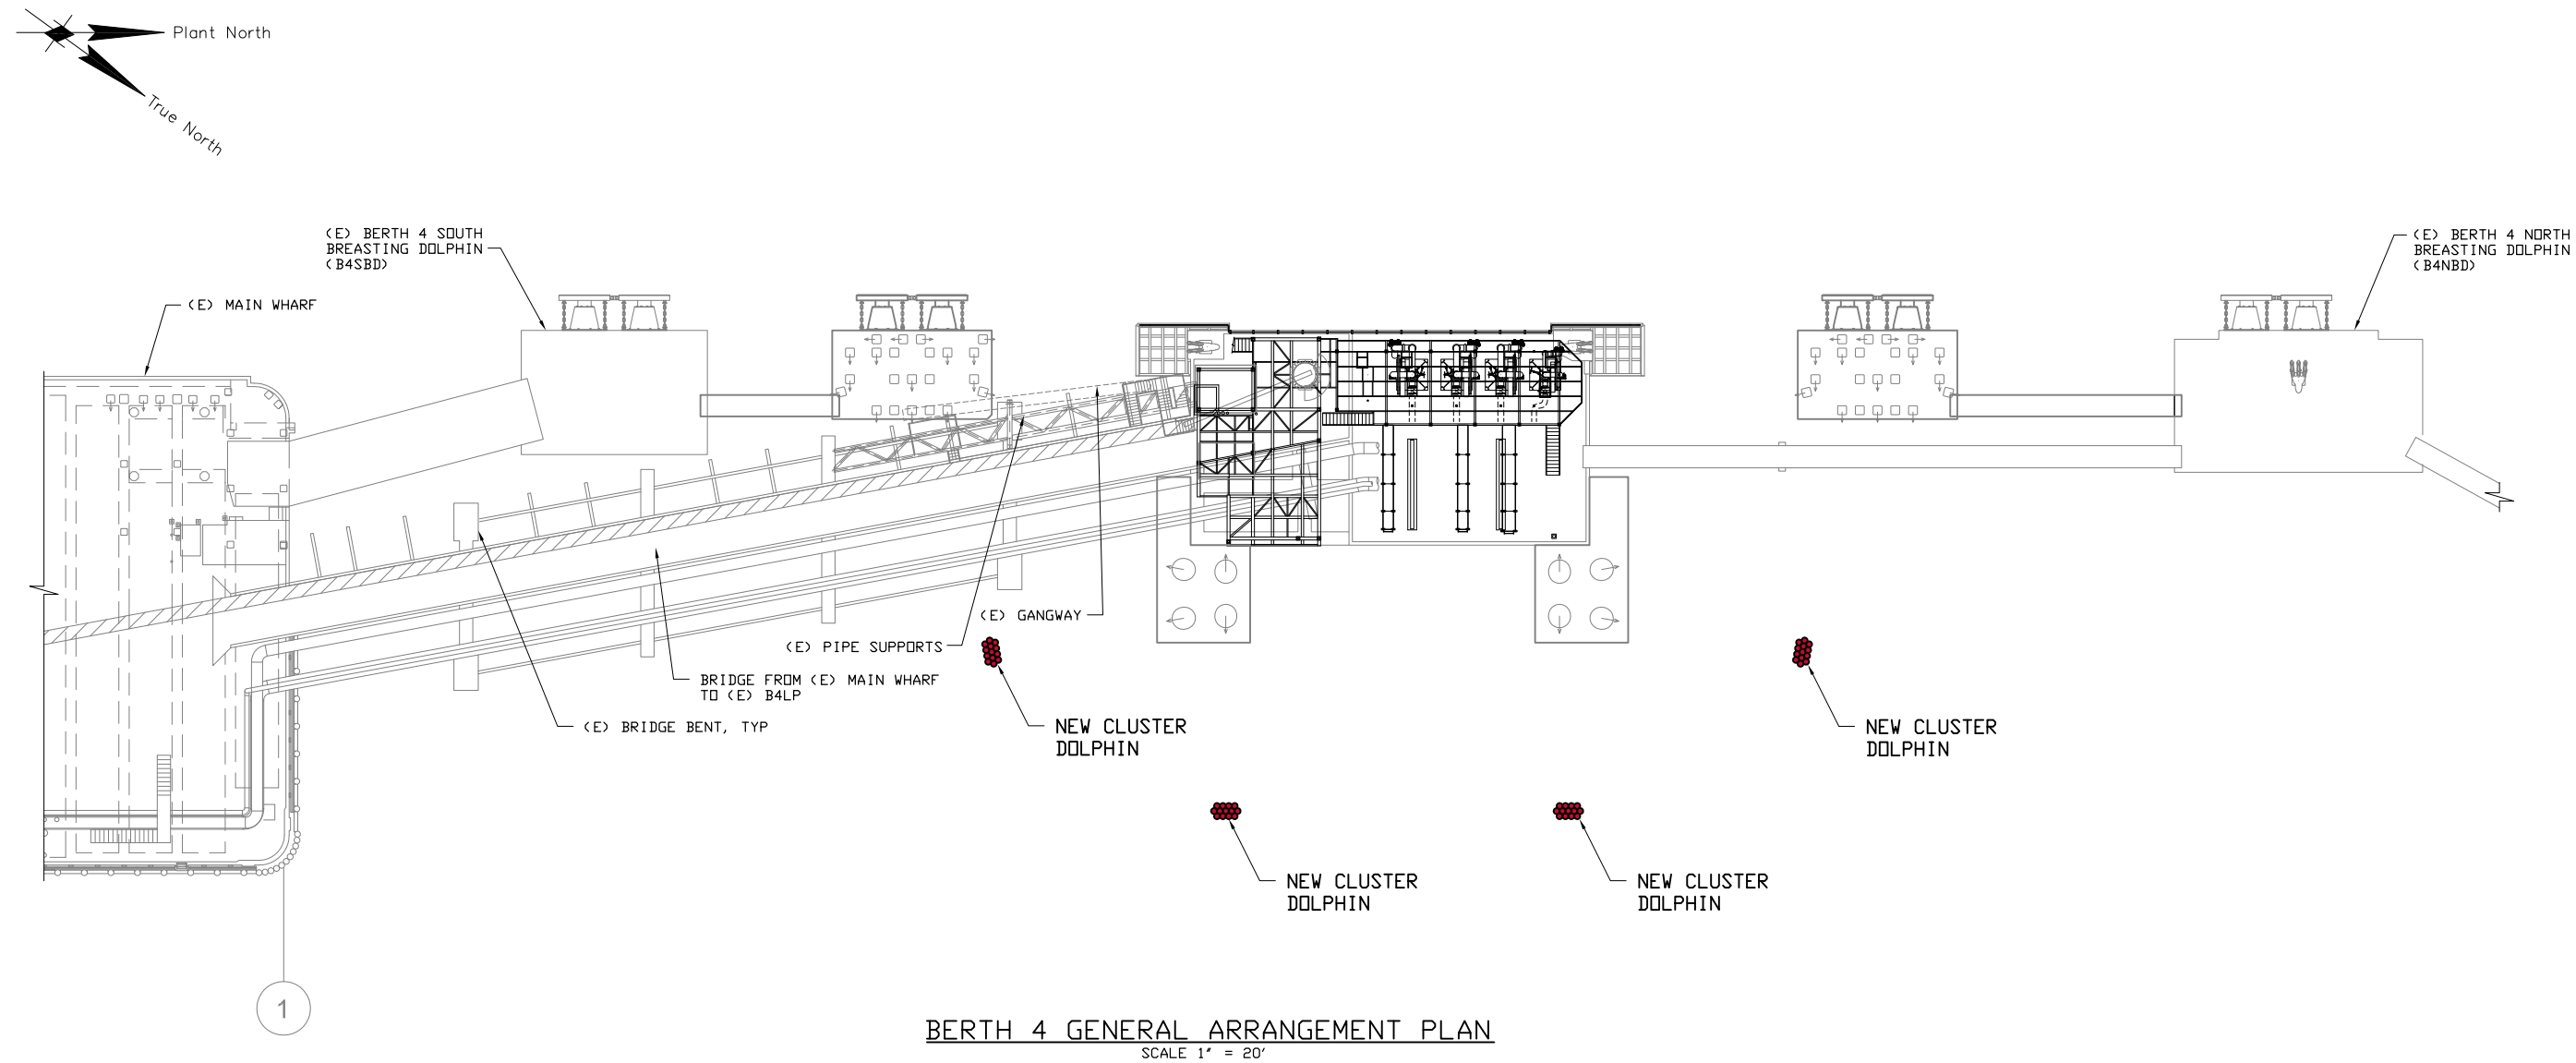 Plant North
True North
(E) BERTH 4 SOUTH
BREASTING DOLPHIN
(B4SBD)
(E) BERTH 4 NORTH
BREASTING DOLPHIN
(B4NBD)
(E) MAIN WHARF
(E) GANGWAY
(E) PIPE SUPPORTS
BRIDGE FROM (E) MAIN WHARF
TO (E) B4LP
(E) BRIDGE BENT, TYP
NEW CLUSTER
DOLPHIN
NEW CLUSTER
DOLPHIN
NEW CLUSTER
DOLPHIN
NEW CLUSTER
DOLPHIN
1
BERTH 4 GENERAL ARRANGEMENT PLAN
SCALE 1" = 20'